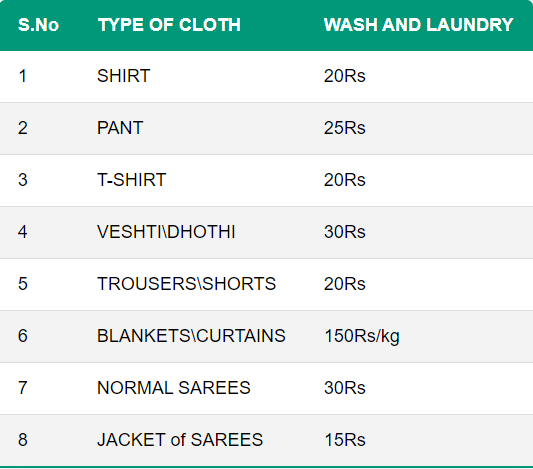 S.No TYPE OF CLOTH WASH AND LAUNDRY
1 SHIRT 20Rs
2 PANT 25Rs
3 T-SHIRT 20Rs
4 VESHTI\DHOTHI 30Rs
5 TROUSERS\SHORTS 20Rs
6 BLANKETS\CURTAINS 150Rs/kg
7 NORMAL SAREES 30Rs
8 JACKET of SAREES 15Rs